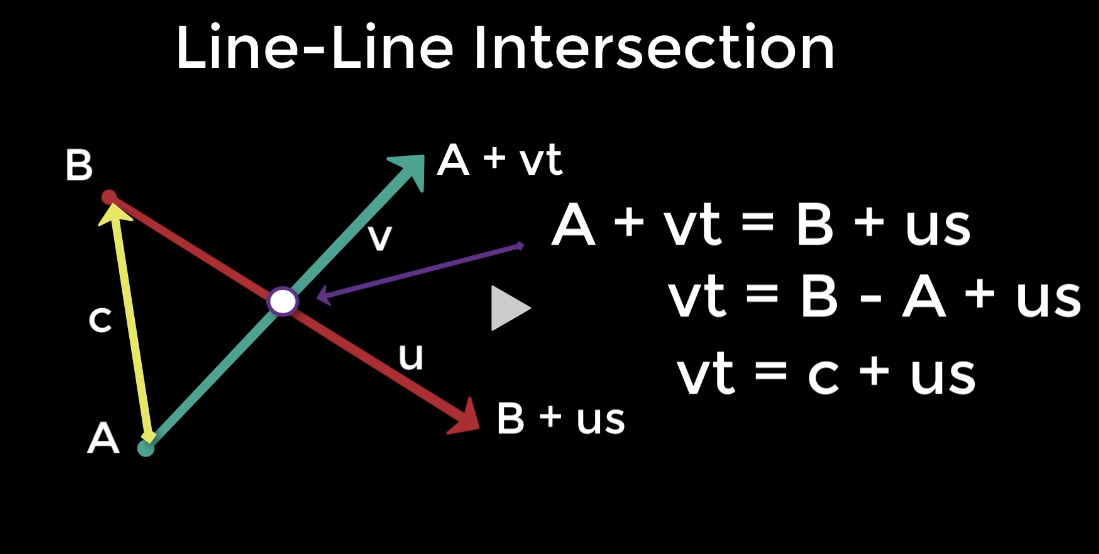 Line-Line Intersection
B
A + vt
v
A + vt = B + us
vt = B - A + us
c
u
vt = c + us
A
B + us